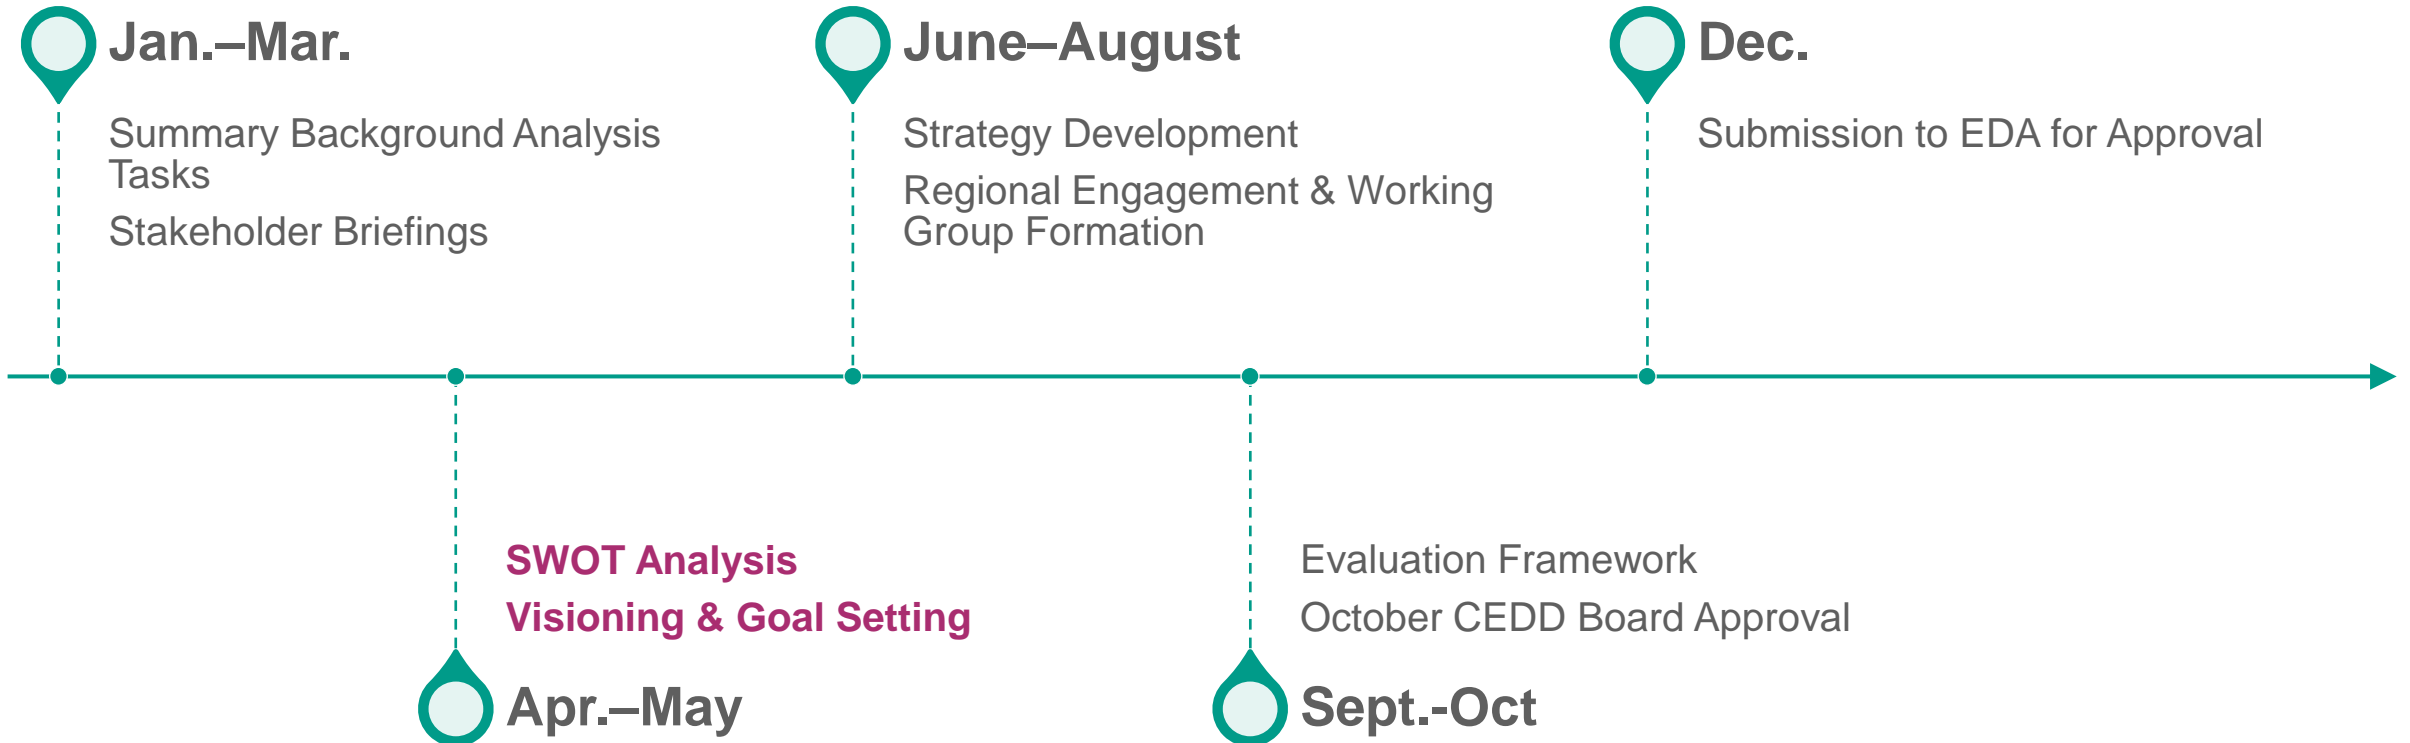 Jan.–Mar.
Summary Background Analysis
Tasks
Stakeholder Briefings
SWOT Analysis
Visioning & Goal Setting
Apr.–May
June–August
Strategy Development
Regional Engagement & Working
Group Formation
Evaluation Framework
October CEDD Board Approval
Sept.-Oct
Dec.
Submission to EDA for Approval